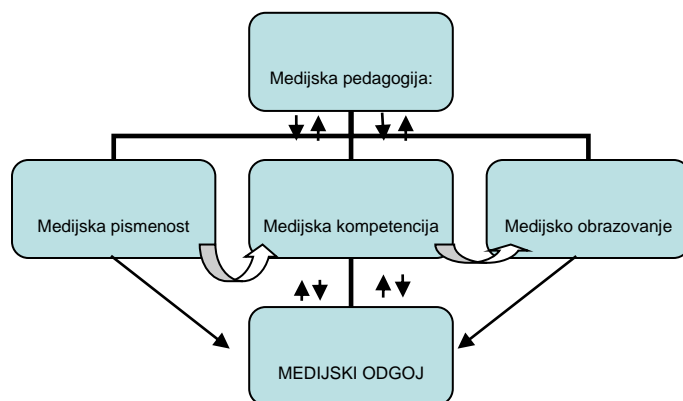 Medijska pedagogija:
Medijska pismenost
Medijska kompetencija
Medijsko obrazovanje
MEDIJSKI ODGOJ